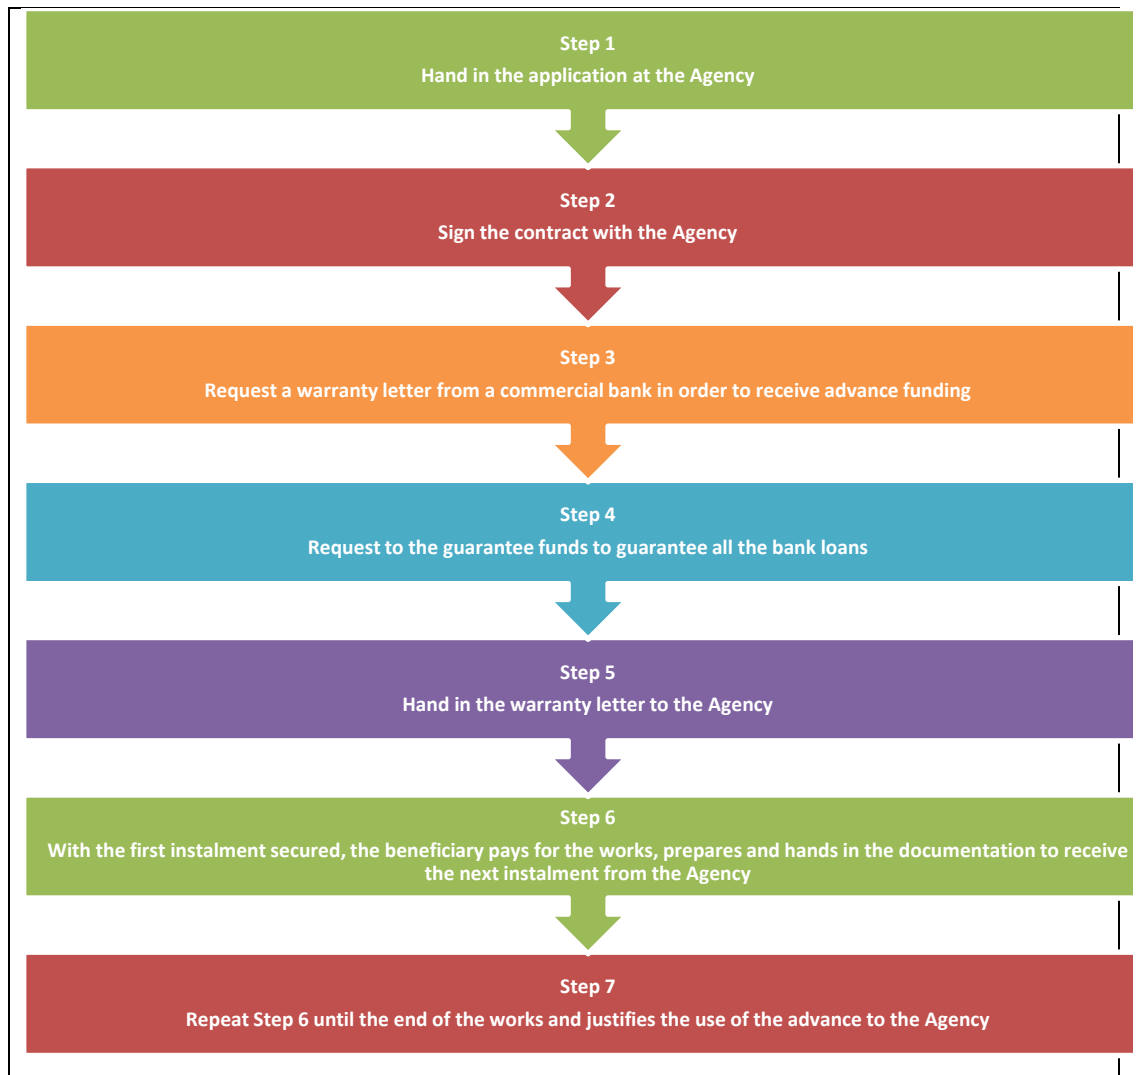 Step 1
Hand in the application at the Agency
Step 2
Sign the contract with the Agency
Step 3
Request a warranty letter from a commercial bank in order to receive advance funding
Step 4
Request to the guarantee funds to guarantee all the bank loans
Step 5
Hand in the warranty letter to the Agency
Step 6
With the first instalment secured, the beneficiary pays for the works, prepares and hands in the documentation to receive
the next instalment from the Agency
Step 7
Repeat Step 6 until the end of the works and justifies the use of the advance to the Agency